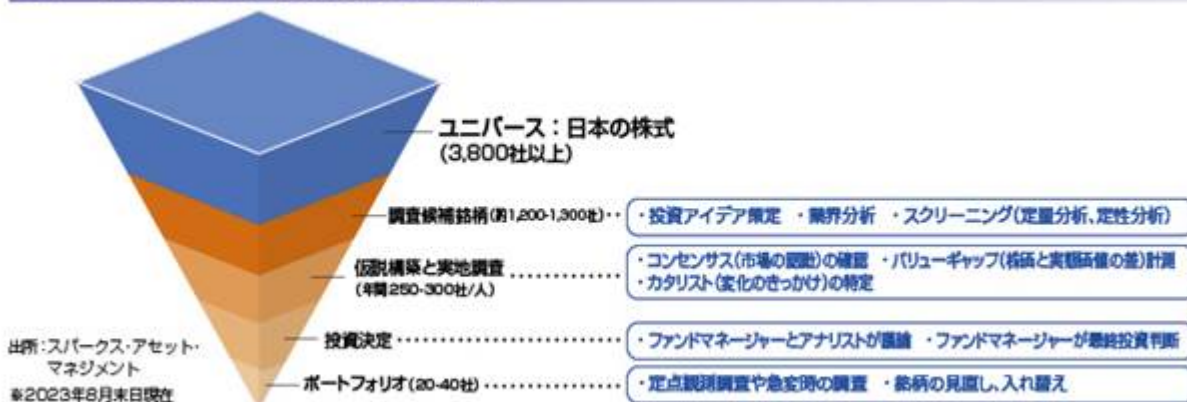 ユニバース：日本の株式
(3,800社以上)
調査候補銘柄(約1,200-1,300社)‥
・投資アイデア策定 ・業界分析 ・スクリーニング(定量分析、定性分析)
仮説構築と実地調査
(年間250-300社/人)
・コンセンサス(市場の認識)の確認 ・バリューギャップ(株価と実態価値の差)計測
・カタリスト(変化のきっかけ)の特定
投資決定
・ファンドマネージャーとアナリストが議論 ・ファンドマネージャーが最終投資判断
ポートフォリオ(20-40社)
・定点観測調査や急変時の調査 ・銘柄の見直し、入れ替え
出所：スパークス・アセット・
マネジメント
※2023年8月末日現在